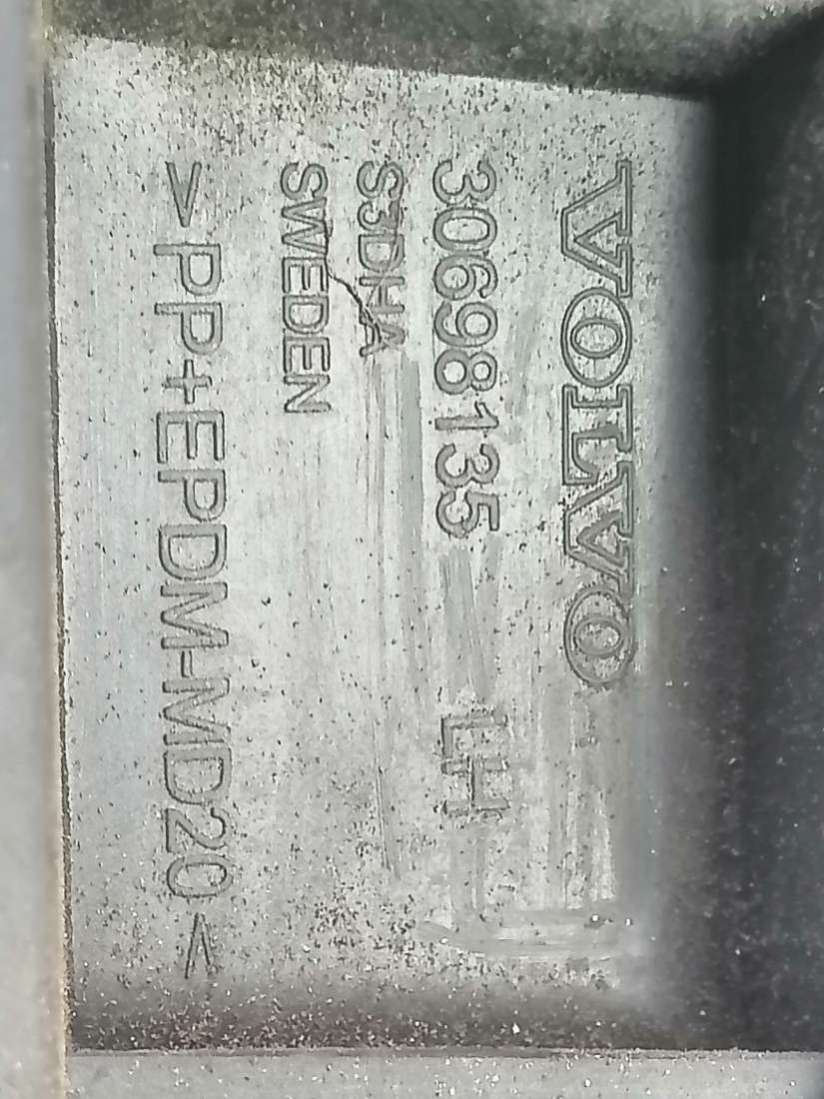 VOLVO
30698135 LH
S3DHA
SWEDEN
>PP+EPDM-MD20<